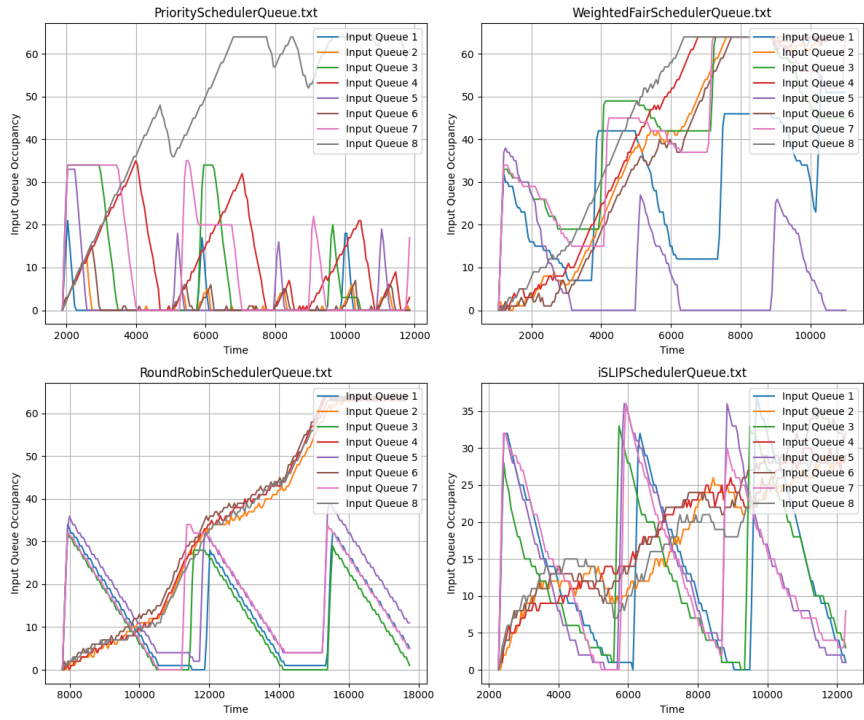 PrioritySchedulerQueue.txt
Input Queue Occupancy
60
50
40
30
20
10
0
2000 4000 6000 8000 10000 12000
Time
Input Queue 1
Input Queue 2
Input Queue 3
Input Queue 4
Input Queue 5
Input Queue 6
Input Queue 7
Input Queue 8
WeightedFairSchedulerQueue.txt
Input Queue Occupancy
60
50
40
30
20
10
0
2000 4000 6000 8000 10000
Time
Input Queue 1
Input Queue 2
Input Queue 3
Input Queue 4
Input Queue 5
Input Queue 6
Input Queue 7
Input Queue 8
RoundRobinSchedulerQueue.txt
Input Queue Occupancy
60
50
40
30
20
10
0
8000 10000 12000 14000 16000 18000
Time
Input Queue 1
Input Queue 2
Input Queue 3
Input Queue 4
Input Queue 5
Input Queue 6
Input Queue 7
Input Queue 8
iSLIPSchedulerQueue.txt
Input Queue Occupancy
35
30
25
20
15
10
5
0
2000 4000 6000 8000 10000 12000
Time
Input Queue 1
Input Queue 2
Input Queue 3
Input Queue 4
Input Queue 5
Input Queue 6
Input Queue 7
Input Queue 8